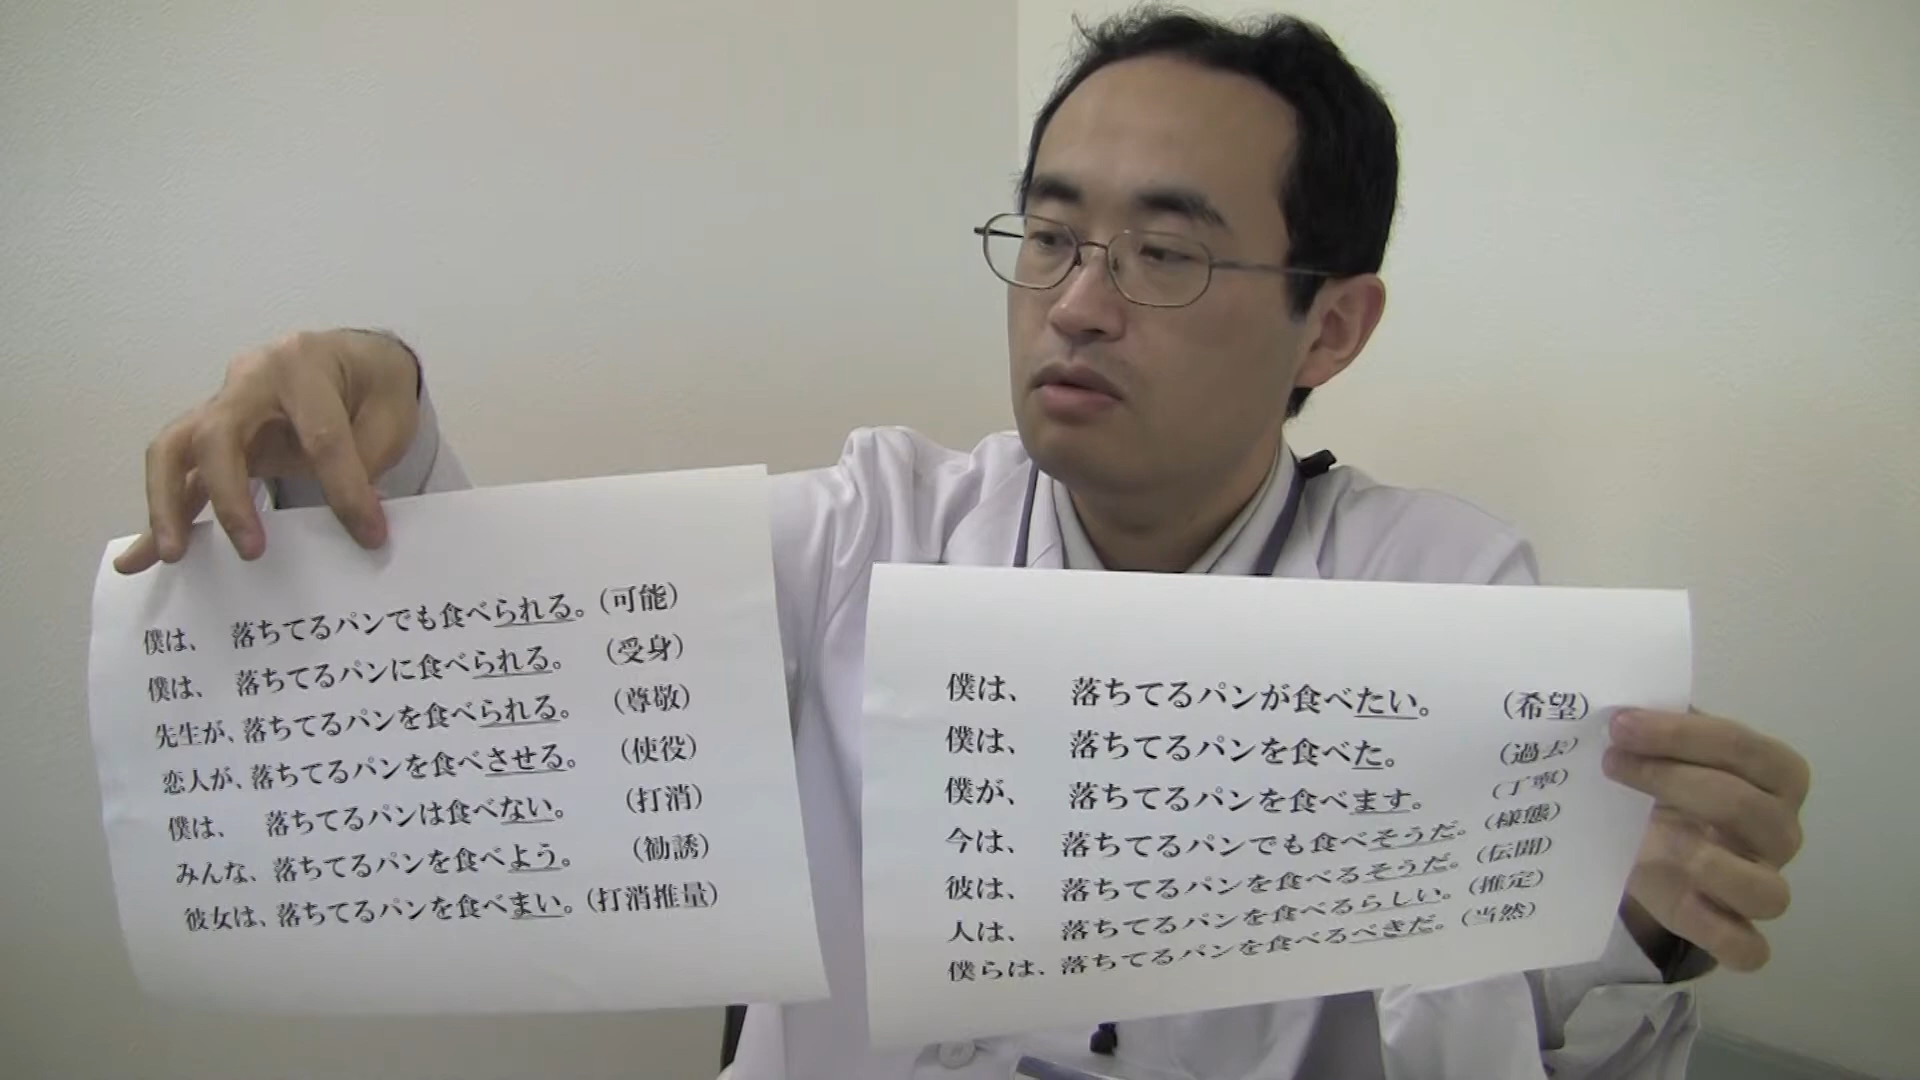 僕は、 落ちてるパンでも食べられる。(可能)
僕は、 落ちてるパンに食べられる。 (受身)
先生が、落ちてるパンを食べられる。 (尊敬)
恋人が、落ちてるパンを食べさせる。 (使役)
僕は、 落ちてるパンは食べない。 (打消)
みんな、落ちてるパンを食べよう。 (勧誘)
彼女は、落ちてるパンを食べまい。(打消推量)
僕は、 落ちてるパンが食べたい。 (希望)
僕は、 落ちてるパンを食べた。 (過去)
僕が、 落ちてるパンを食べます。 (丁寧)
今は、 落ちてるパンでも食べそうだ。(様態)
彼は、 落ちてるパンを食べるそうだ。(伝聞)
人は、 落ちてるパンを食べるらしい。(推定)
僕らは、落ちてるパンを食べるべきだ。(当然)